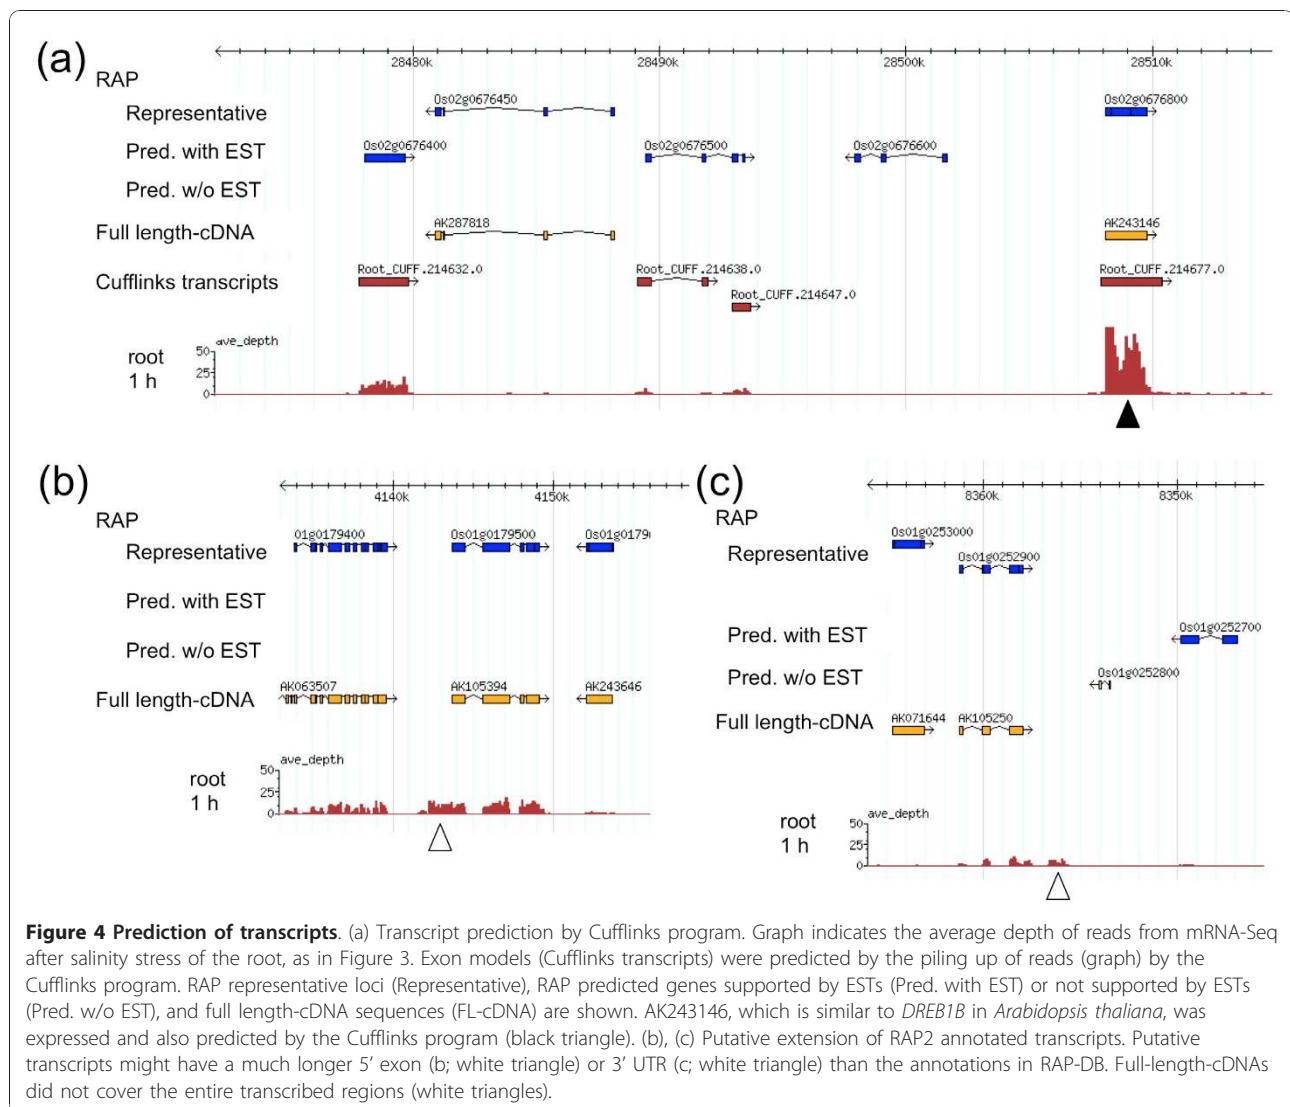 (a)
28480k 28490k 28500k 28510k
RAP
Representative
Os02g0676450 Os02g0676800
Pred. with EST
Os02g0676400 Os02g0676500 Os02g0676600
Pred. w/o EST
Full length-cDNA
AK287818 AK243146
Cufflinks transcripts
Root_CUFF.214632.0 Root_CUFF.214638.0 Root_CUFF.214677.0
Root_CUFF.214647.0
root
1 h
ave_depth
50
25
0
(b)
4140k 4150k
RAP
Representative
01g0179400 Os01g0179500 Os01g0179
Pred. with EST
Pred. w/o EST
Full length-cDNA
AK063507 AK105394 AK243646
root
1 h
ave_depth
50
25
0
(c)
8360k 8350k
RAP
Representative
Os01g0253000
Os01g0252900
Pred. with EST
Os01g0252700
Pred. w/o EST
Os01g0252800
Full length-cDNA
AK071644 AK105250
root
1 h
ave_depth
50
25
0
Figure 4 Prediction of transcripts. (a) Transcript prediction by Cufflinks program. Graph indicates the average depth of reads from mRNA-Seq
after salinity stress of the root, as in Figure 3. Exon models (Cufflinks transcripts) were predicted by the piling up of reads (graph) by the
Cufflinks program. RAP representative loci (Representative), RAP predicted genes supported by ESTs (Pred. with EST) or not supported by ESTs
(Pred. w/o EST), and full length-cDNA sequences (FL-cDNA) are shown. AK243146, which is similar to DREB1B in Arabidopsis thaliana, was
expressed and also predicted by the Cufflinks program (black triangle). (b), (c) Putative extension of RAP2 annotated transcripts. Putative
transcripts might have a much longer 5’ exon (b; white triangle) or 3’ UTR (c; white triangle) than the annotations in RAP-DB. Full-length-cDNAs
did not cover the entire transcribed regions (white triangles).